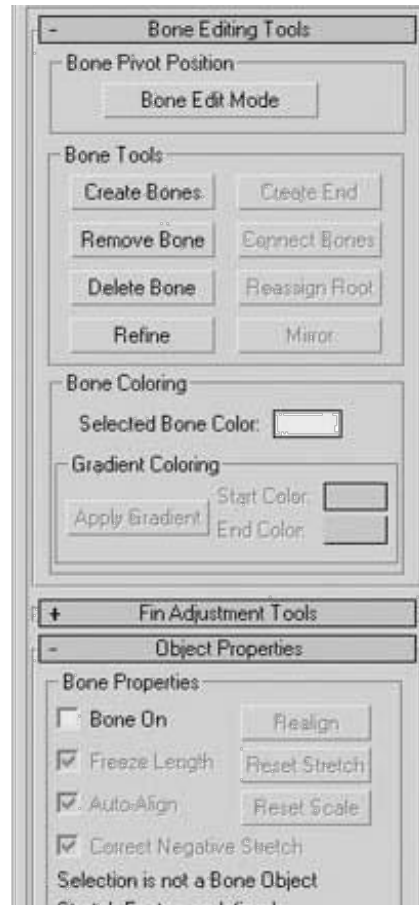 - Bone Editing Tools
Bone Pivot Position
Bone Edit Mode
Bone Tools
Create Bones Create End
Remove Bone Connect Bones
Delete Bone Reassign Root
Refine Mirror
Bone Coloring
Selected Bone Color:
Gradient Coloring
Apply Gradient Start Color:
End Color:
+ Fin Adjustment Tools
- Object Properties
Bone Properties
Bone On Realign
Freeze Length Reset Stretch
Auto-Align Reset Scale
Correct Negative Stretch
Selection is not a Bone Object